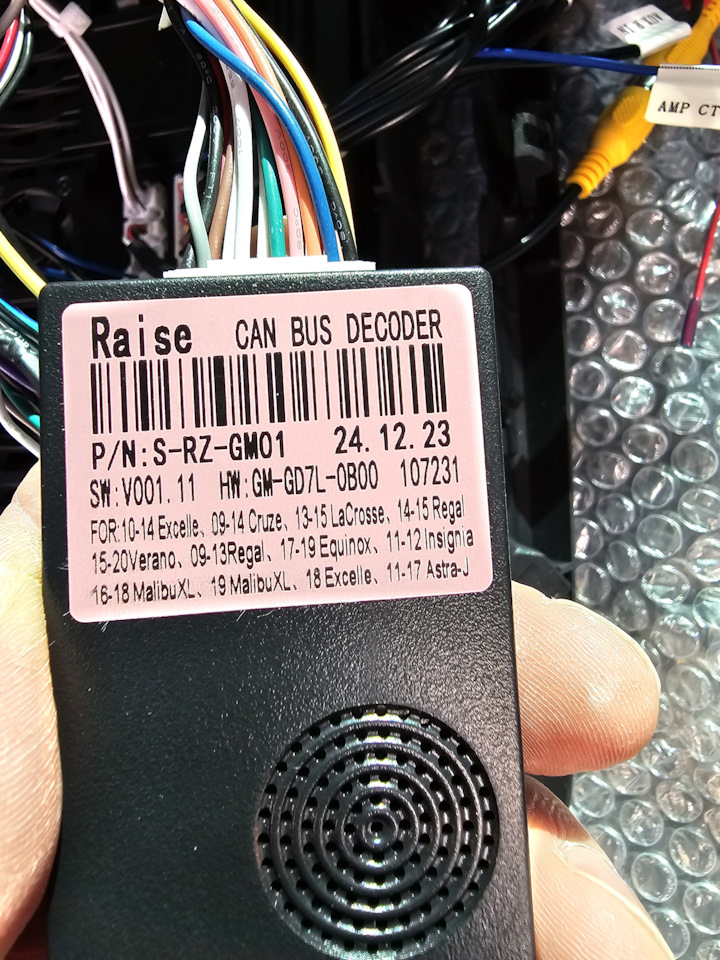 AUX R IN
AMP CT
Raise CAN BUS DECODER
P/N:S-RZ-GM01 24.12.23
SW:V001.11 HW:GM-GD7L-0B00 107231
FOR:10-14 Excelle、09-14 Cruze、13-15 LaCrosse、14-15 Regal
15-20Verano、09-13Regal、17-19 Equinox、11-12 Insignia
16-18 MalibuXL、19 MalibuXL、18 Excelle、11-17 Astra-J